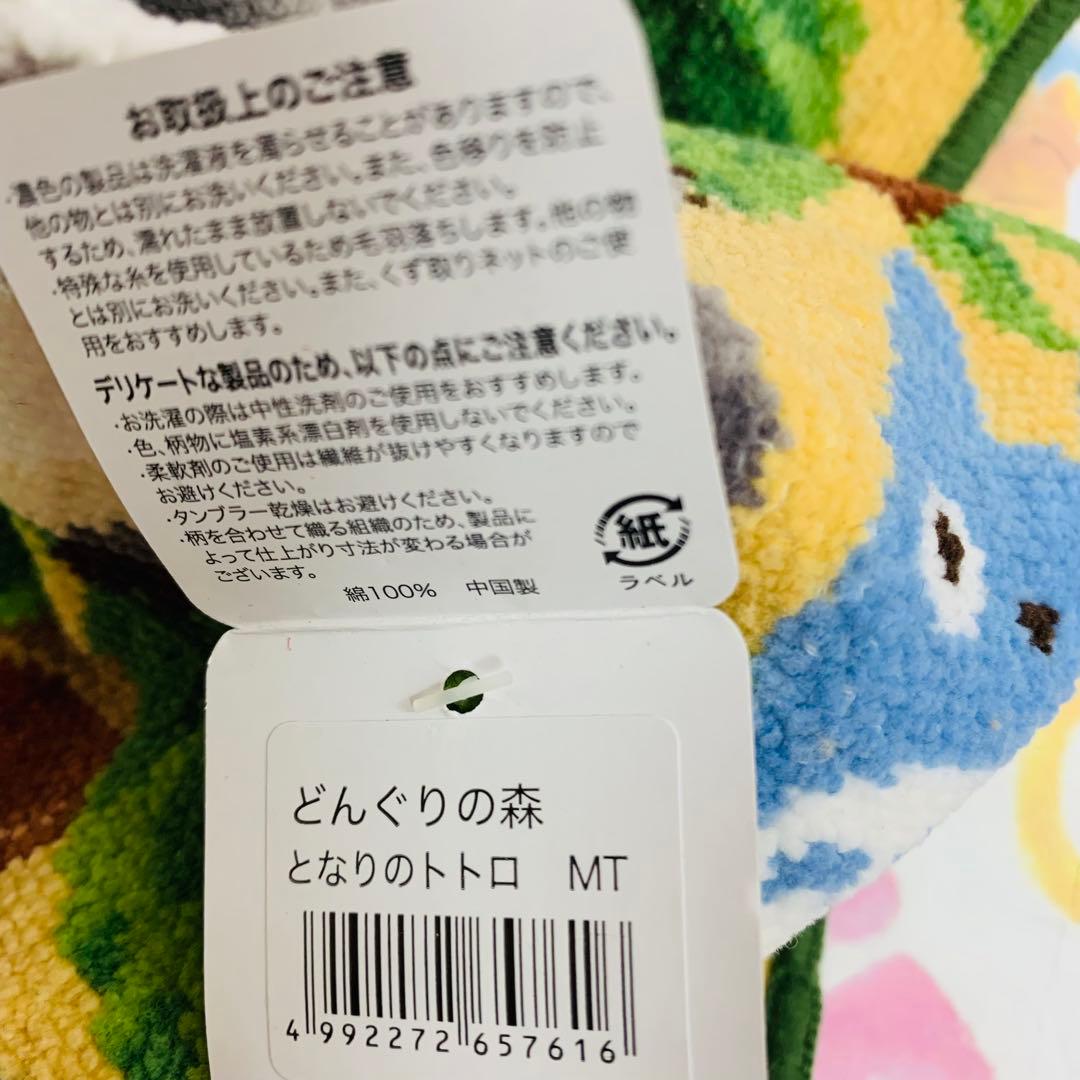 お取扱上のご注意
・濃色の製品は洗濯液を濁らせることがありますので、
他の物とは別にお洗いください。また、色移りを防止
するため、濡れたまま放置しないでください。
・特殊な糸を使用しているため毛羽落ちします。他の物
とは別にお洗いください。また、くず取りネットのご使
用をおすすめします。
デリケートな製品のため、以下の点にご注意ください。
・お洗濯の際は中性洗剤のご使用をおすすめします。
・色、柄物に塩素系漂白剤を使用しないでください。
・柔軟剤のご使用は繊維が抜けやすくなりますので
お避けください。
・タンブラー乾燥はお避けください。
・柄を合わせて織る組織のため、製品に
よって仕上がり寸法が変わる場合が
ございます。
綿100% 中国製
紙
ラベル
どんぐりの森
となりのトトロ MT
4 992272 657616